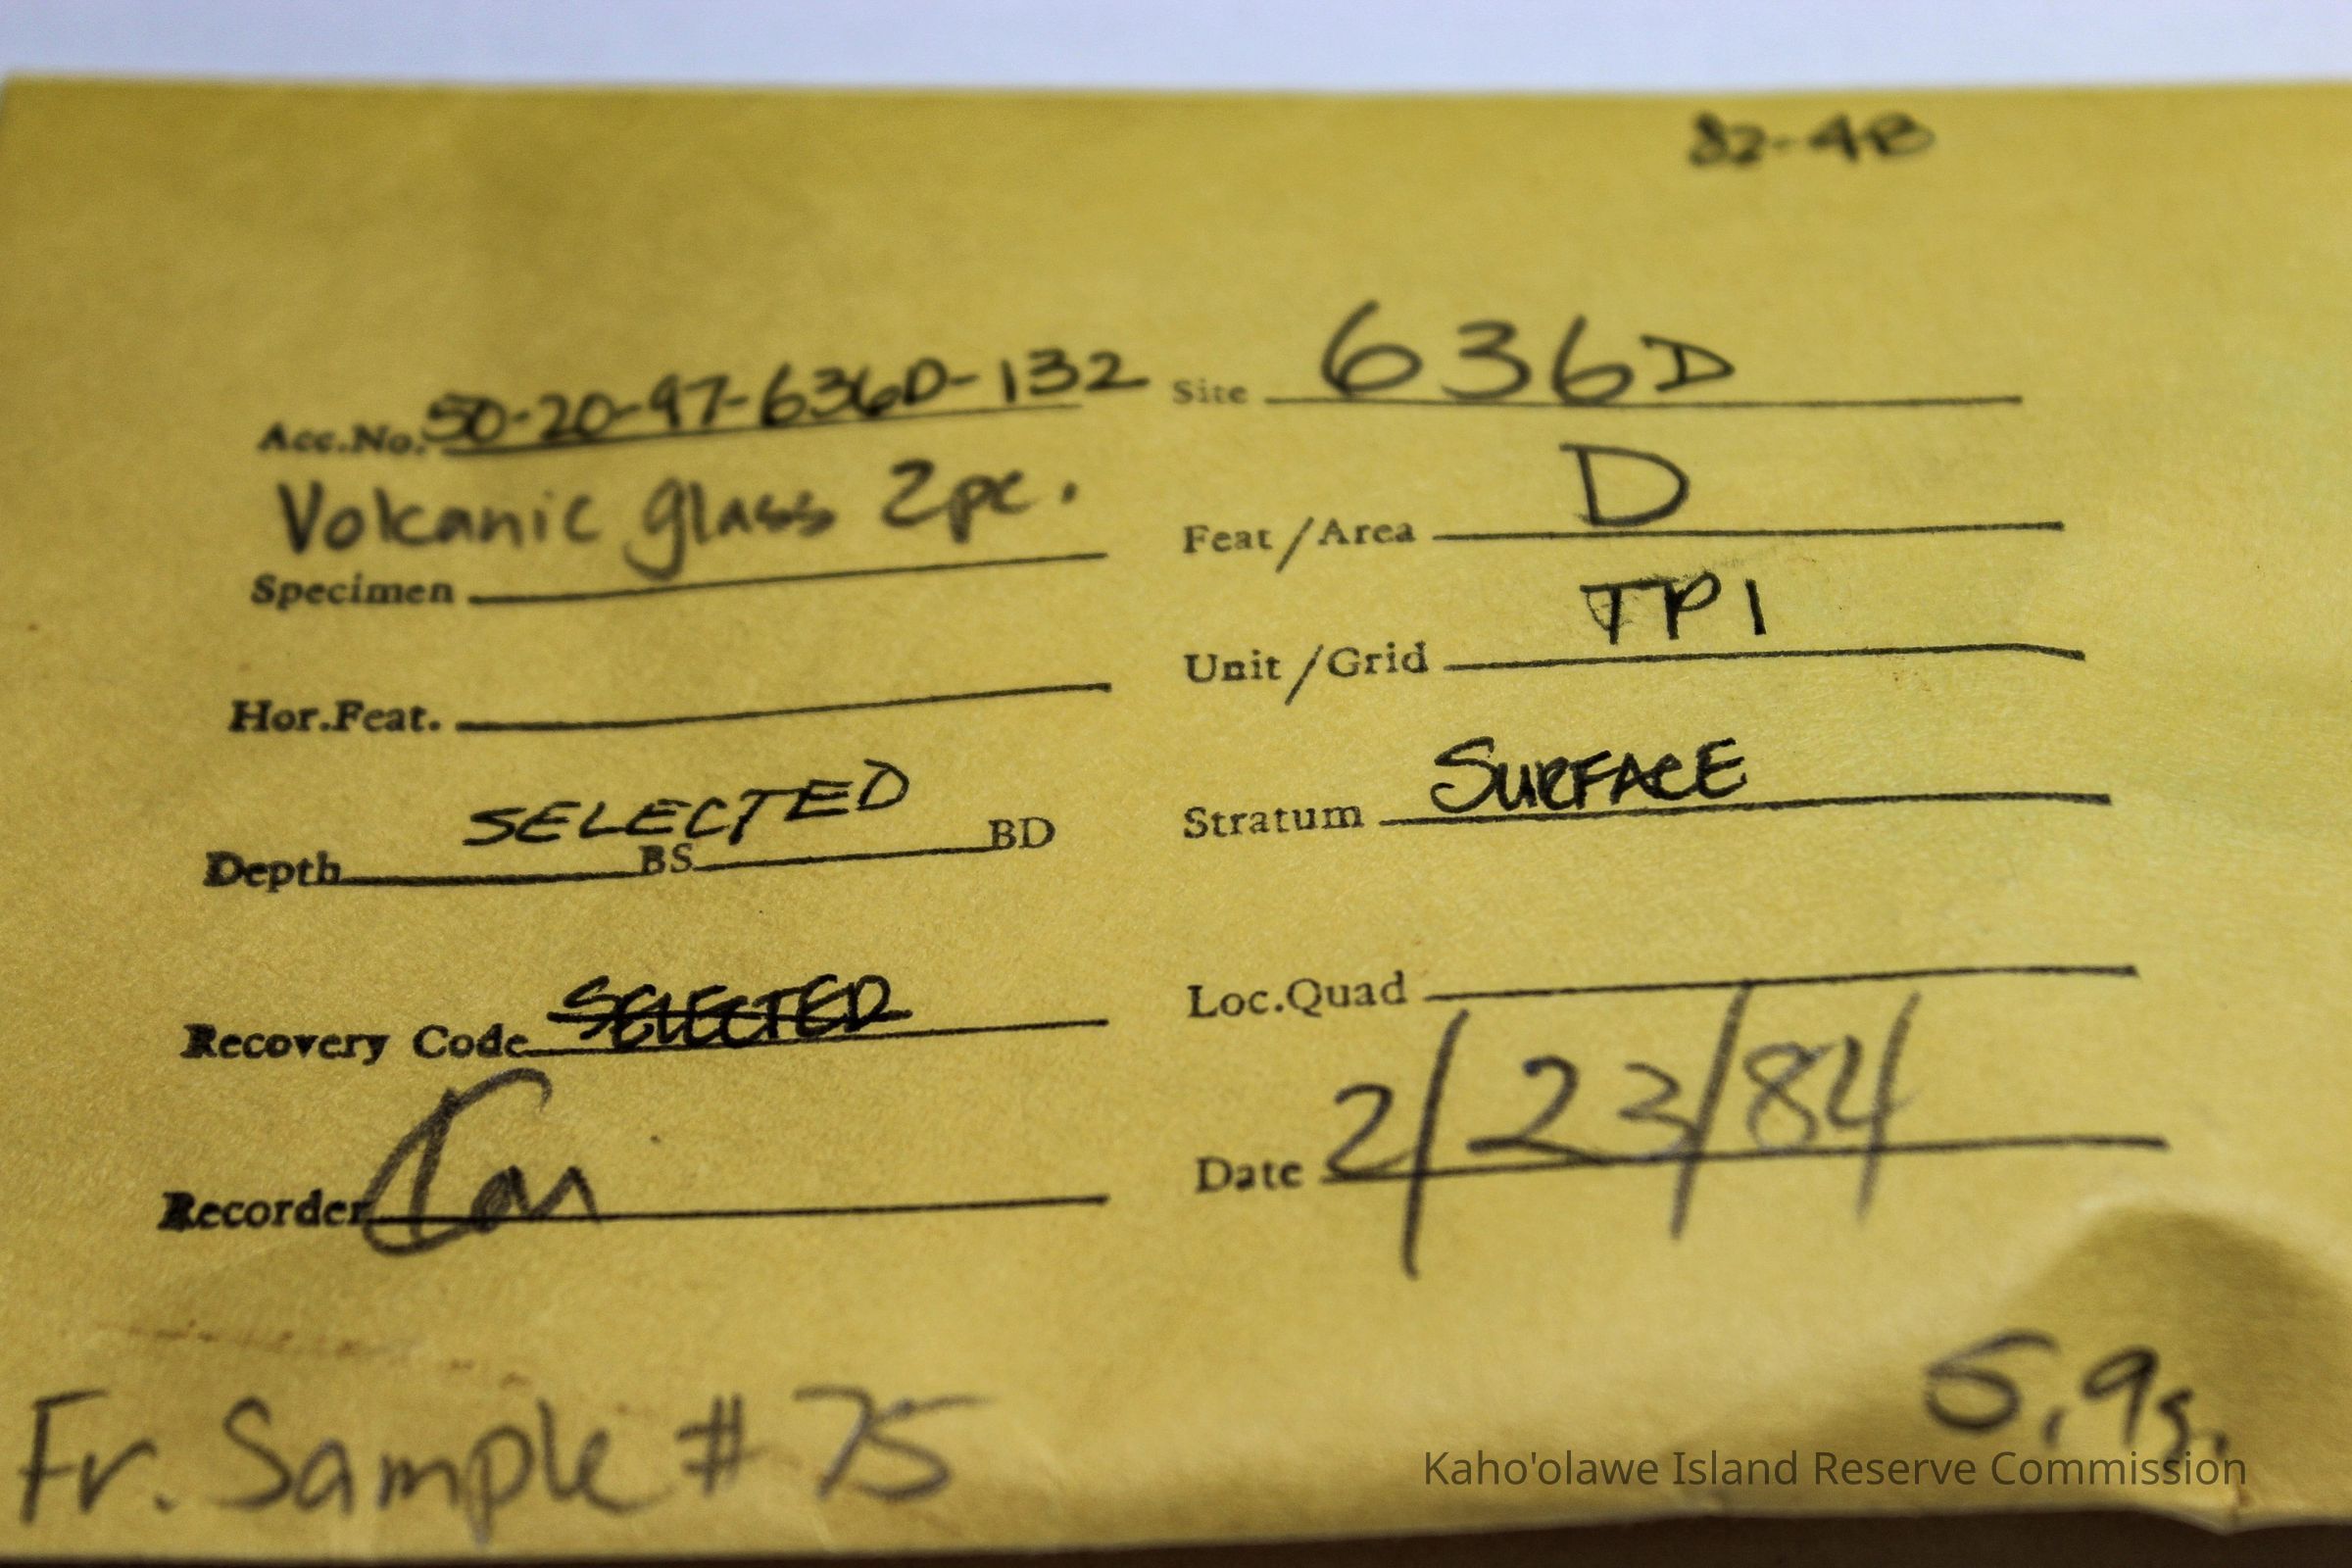 82-4B
Acc.No. 50-20-97-636D-132 Site 636D
Volcanic glass 2pc.
Specimen
Feat/Area D
Hor.Feat.
Unit/Grid TP1
Depth SELECTED BS BD
Stratum SURFACE
Recovery Code SELECTED
Loc.Quad
Recorder
Date 2/23/84
Fr. Sample # 75
5.9g.
Kaho'olawe Island Reserve Commission